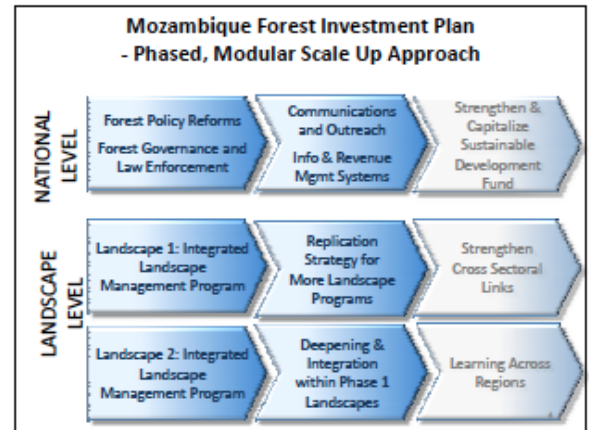 Mozambique Forest Investment Plan
- Phased, Modular Scale Up Approach
NATIONAL
LEVEL
Forest Policy Reforms
Forest Governance and
Law Enforcement
Communications
and Outreach
Info & Revenue
Mgmt Systems
Strengthen &
Capitalize
Sustainable
Development
Fund
LANDSCAPE
LEVEL
Landscape 1: Integrated
Landscape
Management Program
Replication
Strategy for
More Landscape
Programs
Strengthen
Cross Sectoral
Links
Landscape 2: Integrated
Landscape
Management Program
Deepening &
Integration
within Phase 1
Landscapes
Learning Across
Regions